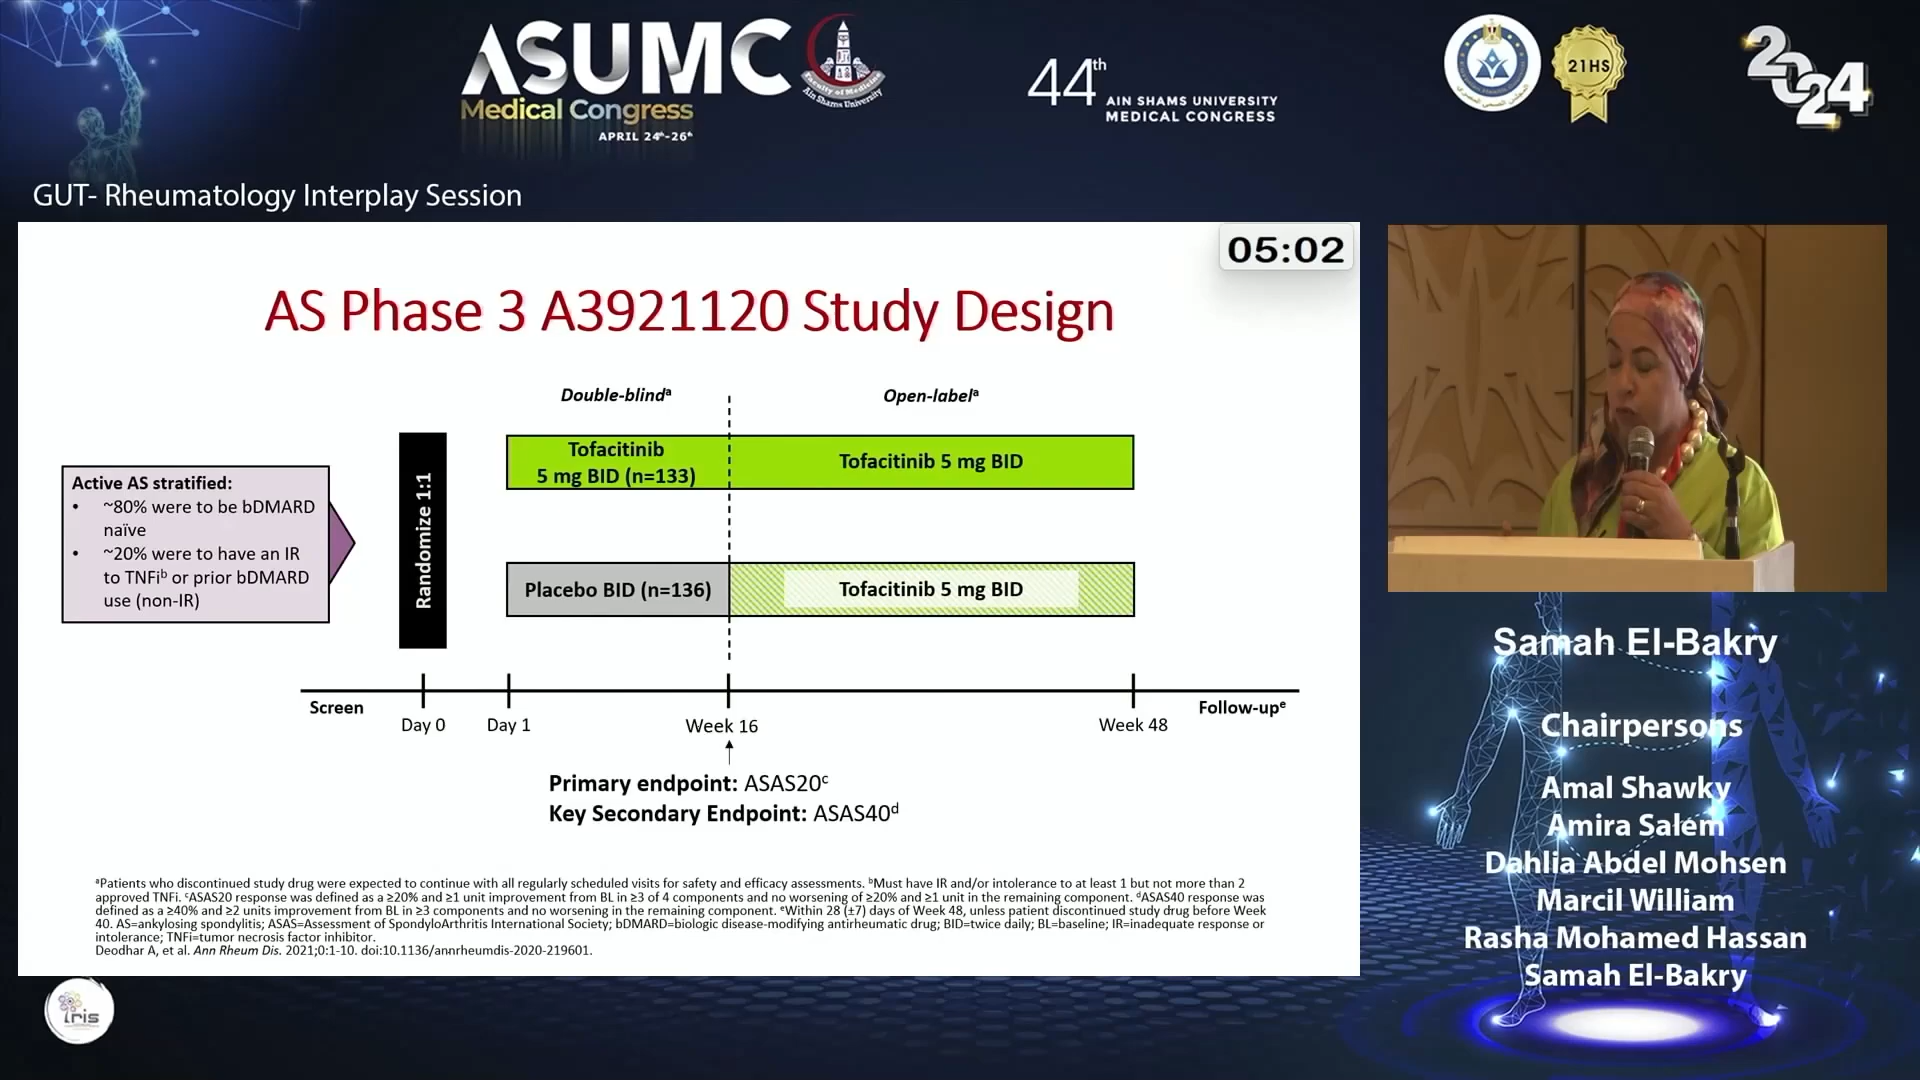 ASUMC
Medical Congress
APRIL 24th-26th
Faculty of Medicine
Ain Shams University
44th AIN SHAMS UNIVERSITY
MEDICAL CONGRESS
21HS
2024
GUT- Rheumatology Interplay Session
05:02
AS Phase 3 A3921120 Study Design
Double-blindᵃ
Open-labelᵃ
Active AS stratified:
• ~80% were to be bDMARD
naïve
• ~20% were to have an IR
to TNFiᵇ or prior bDMARD
use (non-IR)
Randomize 1:1
Tofacitinib
5 mg BID (n=133)
Tofacitinib 5 mg BID
Placebo BID (n=136)
Tofacitinib 5 mg BID
Screen
Day 0
Day 1
Week 16
Week 48
Follow-upᵉ
Primary endpoint: ASAS20ᶜ
Key Secondary Endpoint: ASAS40ᵈ
ᵃPatients who discontinued study drug were expected to continue with all regularly scheduled visits for safety and efficacy assessments. ᵇMust have IR and/or intolerance to at least 1 but not more than 2
approved TNFi. ᶜASAS20 response was defined as a ≥20% and ≥1 unit improvement from BL in ≥3 of 4 components and no worsening of ≥20% and ≥1 unit in the remaining component. ᵈASAS40 response was
defined as a ≥40% and ≥2 units improvement from BL in ≥3 components and no worsening in the remaining component. ᵉWithin 28 (±7) days of Week 48, unless patient discontinued study drug before Week
40. AS=ankylosing spondylitis; ASAS=Assessment of SpondyloArthritis International Society; bDMARD=biologic disease-modifying antirheumatic drug; BID=twice daily; BL=baseline; IR=inadequate response or
intolerance; TNFi=tumor necrosis factor inhibitor.
Deodhar A, et al. Ann Rheum Dis. 2021;0:1-10. doi:10.1136/annrheumdis-2020-219601.
Samah El-Bakry
Chairpersons
Amal Shawky
Amira Salem
Dahlia Abdel Mohsen
Marcil William
Rasha Mohamed Hassan
Samah El-Bakry
iris